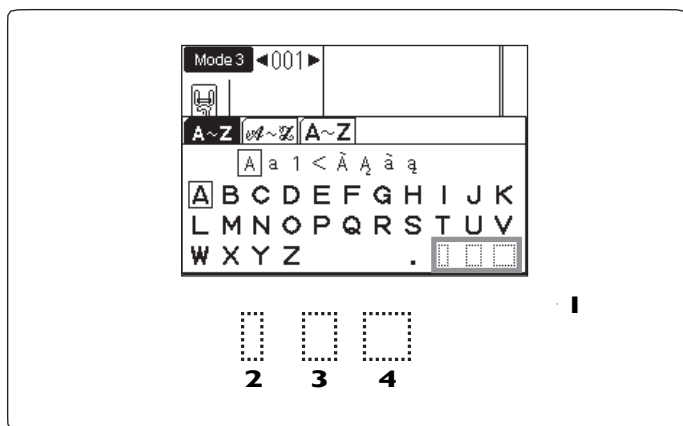 Mode 3 ◀001▶
A~Z 𝒜~𝒵 A~Z
A a 1 < Ã Ą ã ą
A B C D E F G H I J K
L M N O P Q R S T U V
W X Y Z .
1
2 3 4